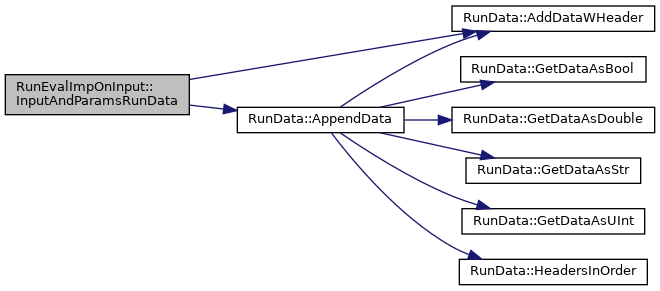 RunEvalImpOnInput::
InputAndParamsRunData
RunData::AppendData
RunData::AddDataWHeader
RunData::GetDataAsBool
RunData::GetDataAsDouble
RunData::GetDataAsStr
RunData::GetDataAsUInt
RunData::HeadersInOrder